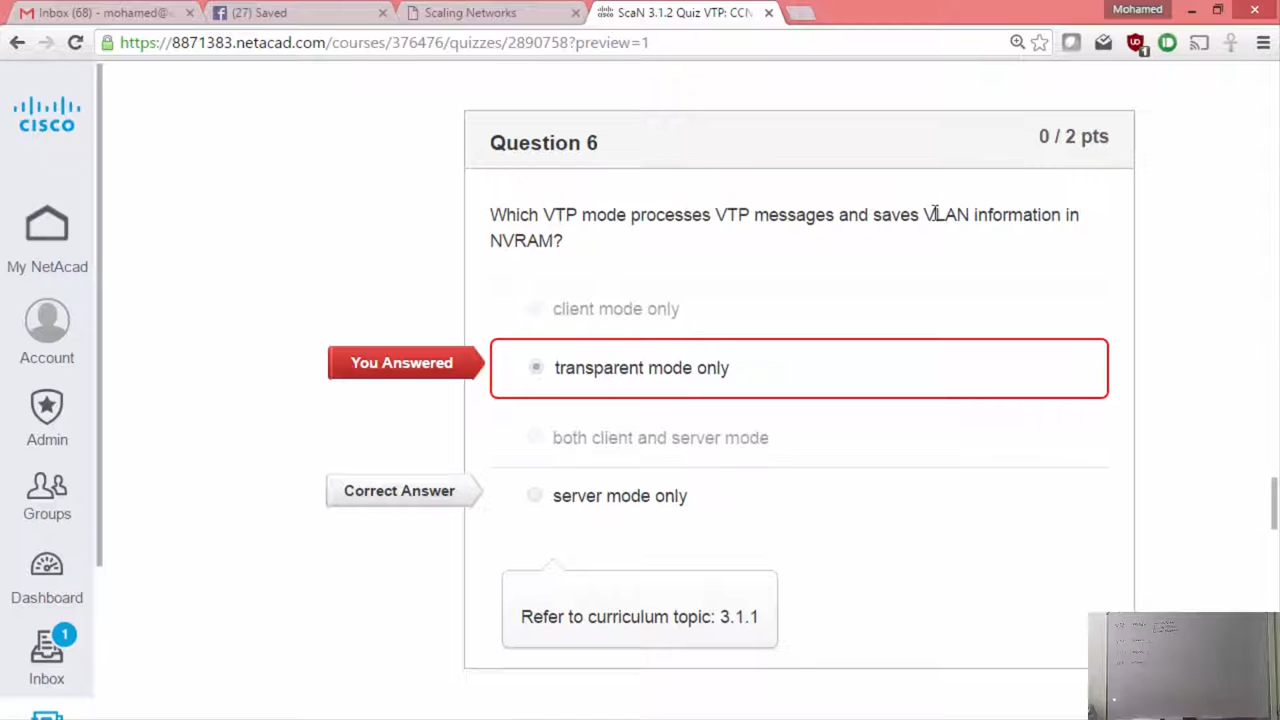 Inbox (68) - mohamed@
(27) Saved
Scaling Networks
ScaN 3.1.2 Quiz VTP: CCN
Mohamed
https://8871383.netacad.com/courses/376476/quizzes/2890758?preview=1
CISCO
My NetAcad
Account
Admin
Groups
Dashboard
1
Inbox
Question 6
0 / 2 pts
Which VTP mode processes VTP messages and saves VLAN information in
NVRAM?
client mode only
You Answered
transparent mode only
both client and server mode
Correct Answer
server mode only
Refer to curriculum topic: 3.1.1